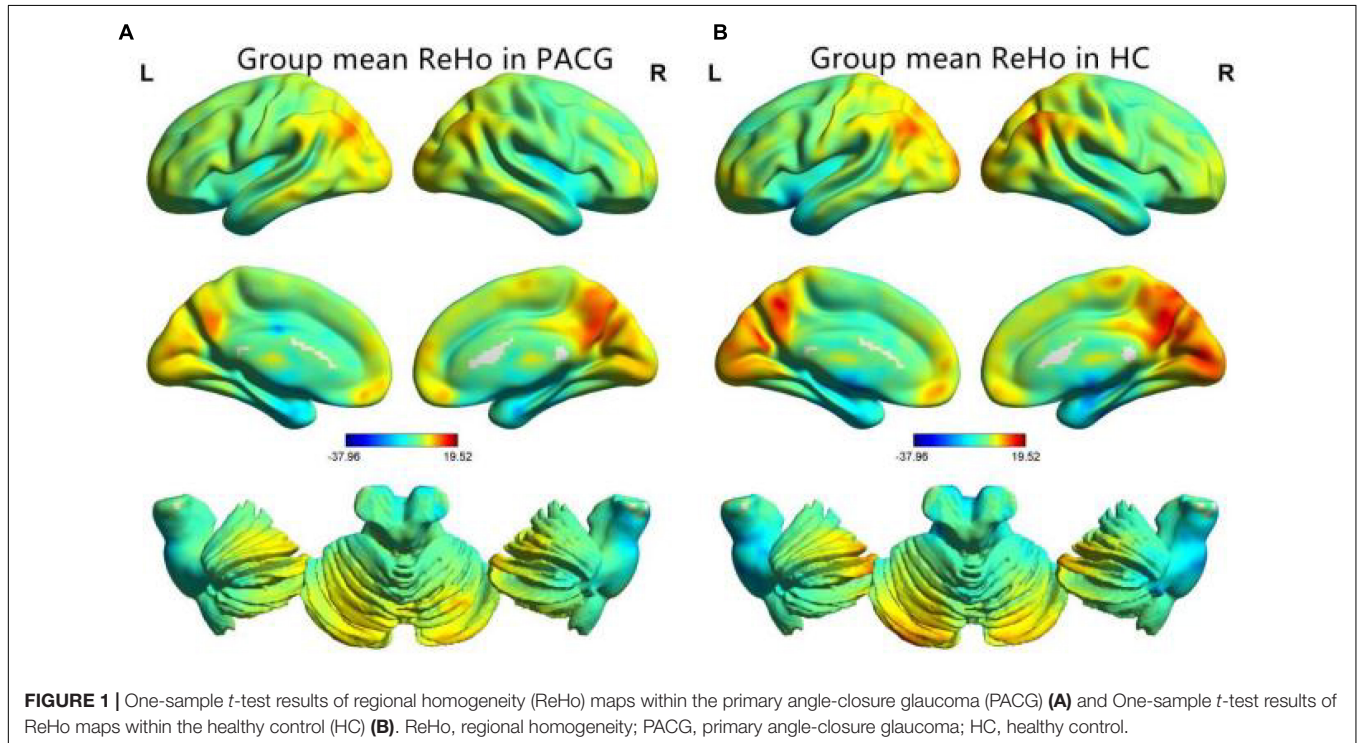 A
Group mean ReHo in PACG
L
R
B
Group mean ReHo in HC
L
R
-37.96
19.52
-37.96
19.52
FIGURE 1 | One-sample t-test results of regional homogeneity (ReHo) maps within the primary angle-closure glaucoma (PACG) (A) and One-sample t-test results of
ReHo maps within the healthy control (HC) (B). ReHo, regional homogeneity; PACG, primary angle-closure glaucoma; HC, healthy control.